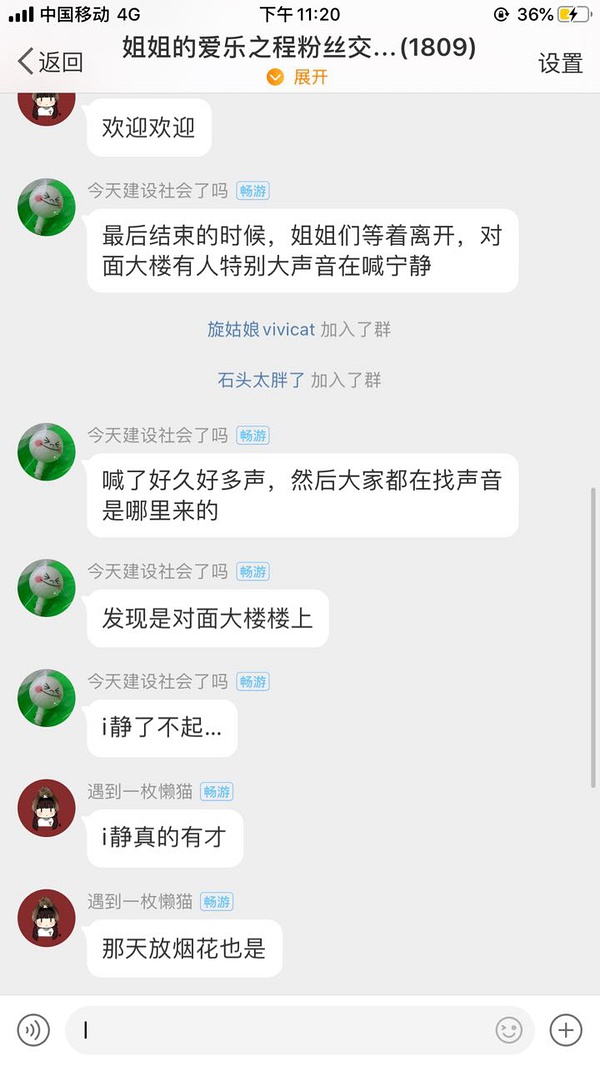 中国移动 4G
下午11:20
36%
返回
姐姐的爱乐之程粉丝交...(1809)
设置
展开
欢迎欢迎
今天建设社会了吗 畅游
最后结束的时候，姐姐们等着离开，对
面大楼有人特别大声音在喊宁静
旋姑娘vivicat 加入了群
石头太胖了 加入了群
今天建设社会了吗 畅游
喊了好久好多声，然后大家都在找声音
是哪里来的
今天建设社会了吗 畅游
发现是对面大楼楼上
今天建设社会了吗 畅游
i静了不起...
遇到一枚懒猫 畅游
i静真的有才
遇到一枚懒猫 畅游
那天放烟花也是